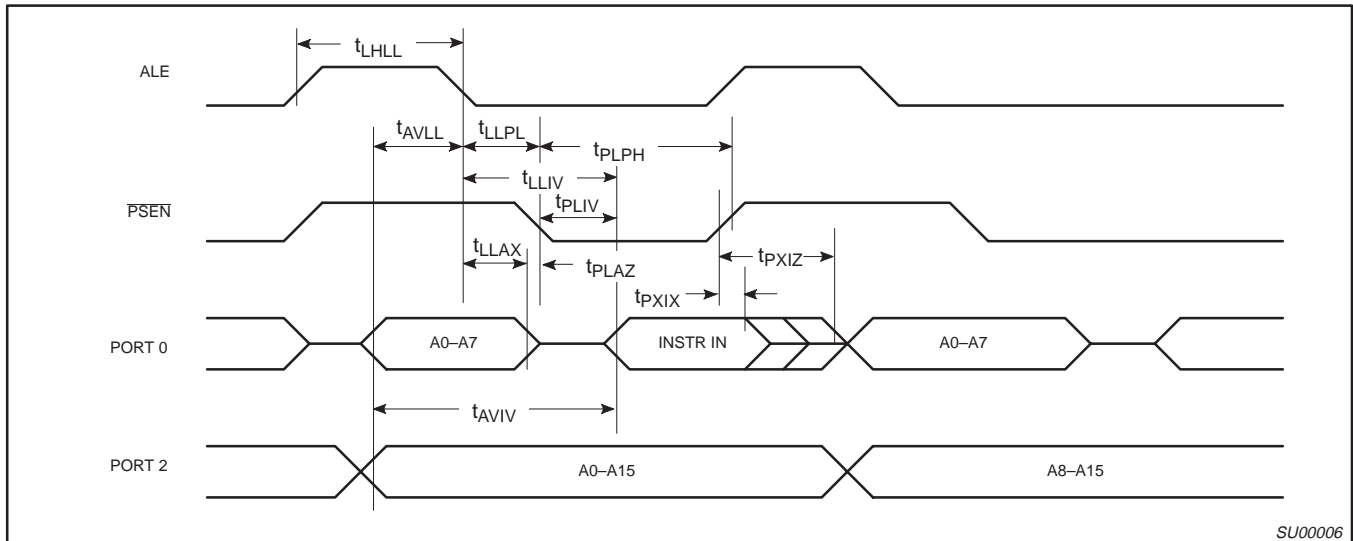 tLHLL
ALE
tAVLL
tLLPL
tPLPH
tLLIV
PSEN
tPLIV
tLLAX
tPLAZ
tPXIZ
tPXIX
PORT 0
A0–A7
INSTR IN
A0–A7
tAVIV
PORT 2
A0–A15
A8–A15
SU00006